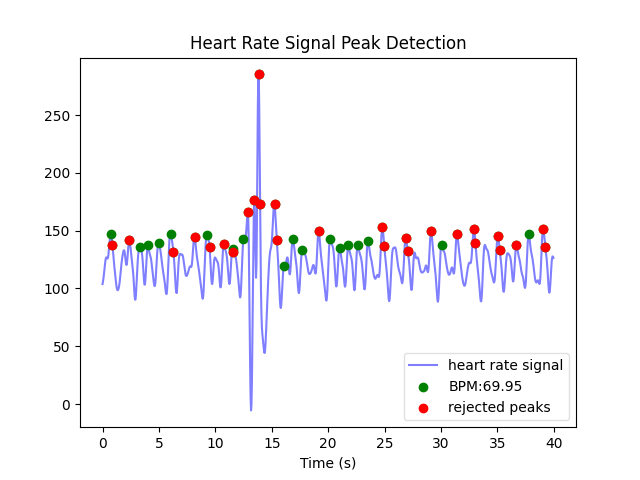 Heart Rate Signal Peak Detection
250
200
150
100
50
0
heart rate signal
BPM:69.95
rejected peaks
0 5 10 15 20 25 30 35 40
Time (s)